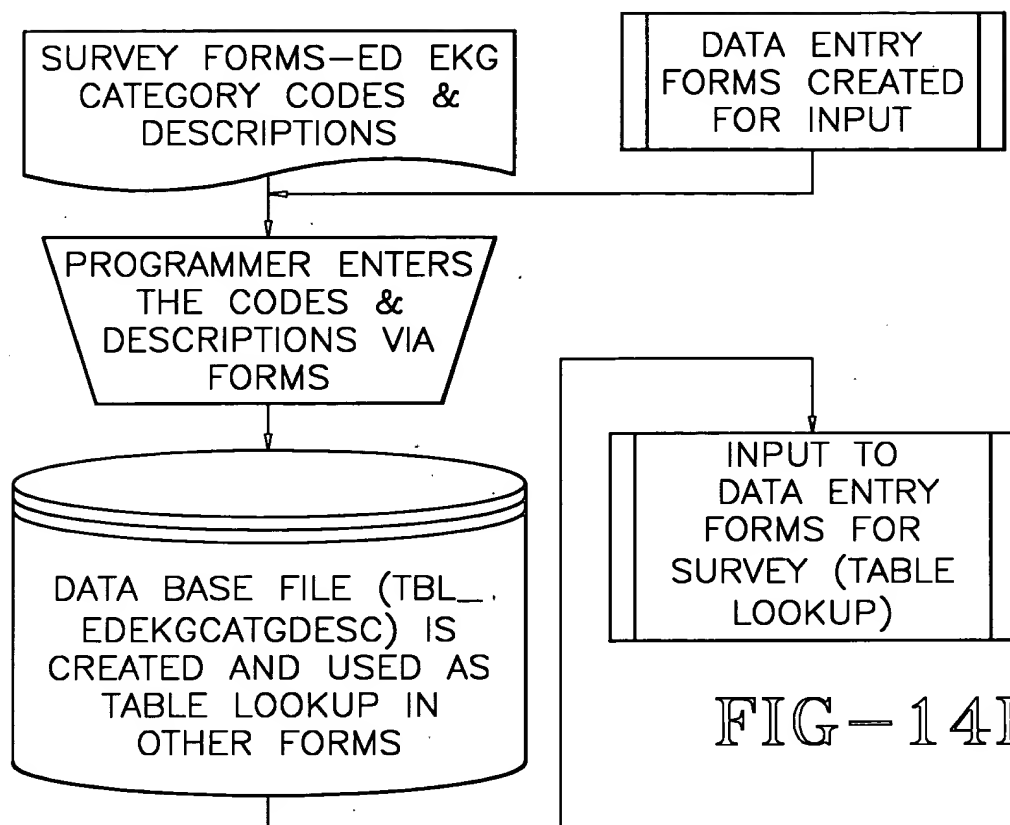 SURVEY FORMS-ED EKG
CATEGORY CODES &
DESCRIPTIONS
DATA ENTRY
FORMS CREATED
FOR INPUT
PROGRAMMER ENTERS
THE CODES &
DESCRIPTIONS VIA
FORMS
DATA BASE FILE (TBL_
EDEKGCATGDESC) IS
CREATED AND USED AS
TABLE LOOKUP IN
OTHER FORMS
INPUT TO
DATA ENTRY
FORMS FOR
SURVEY (TABLE
LOOKUP)
FIG-14